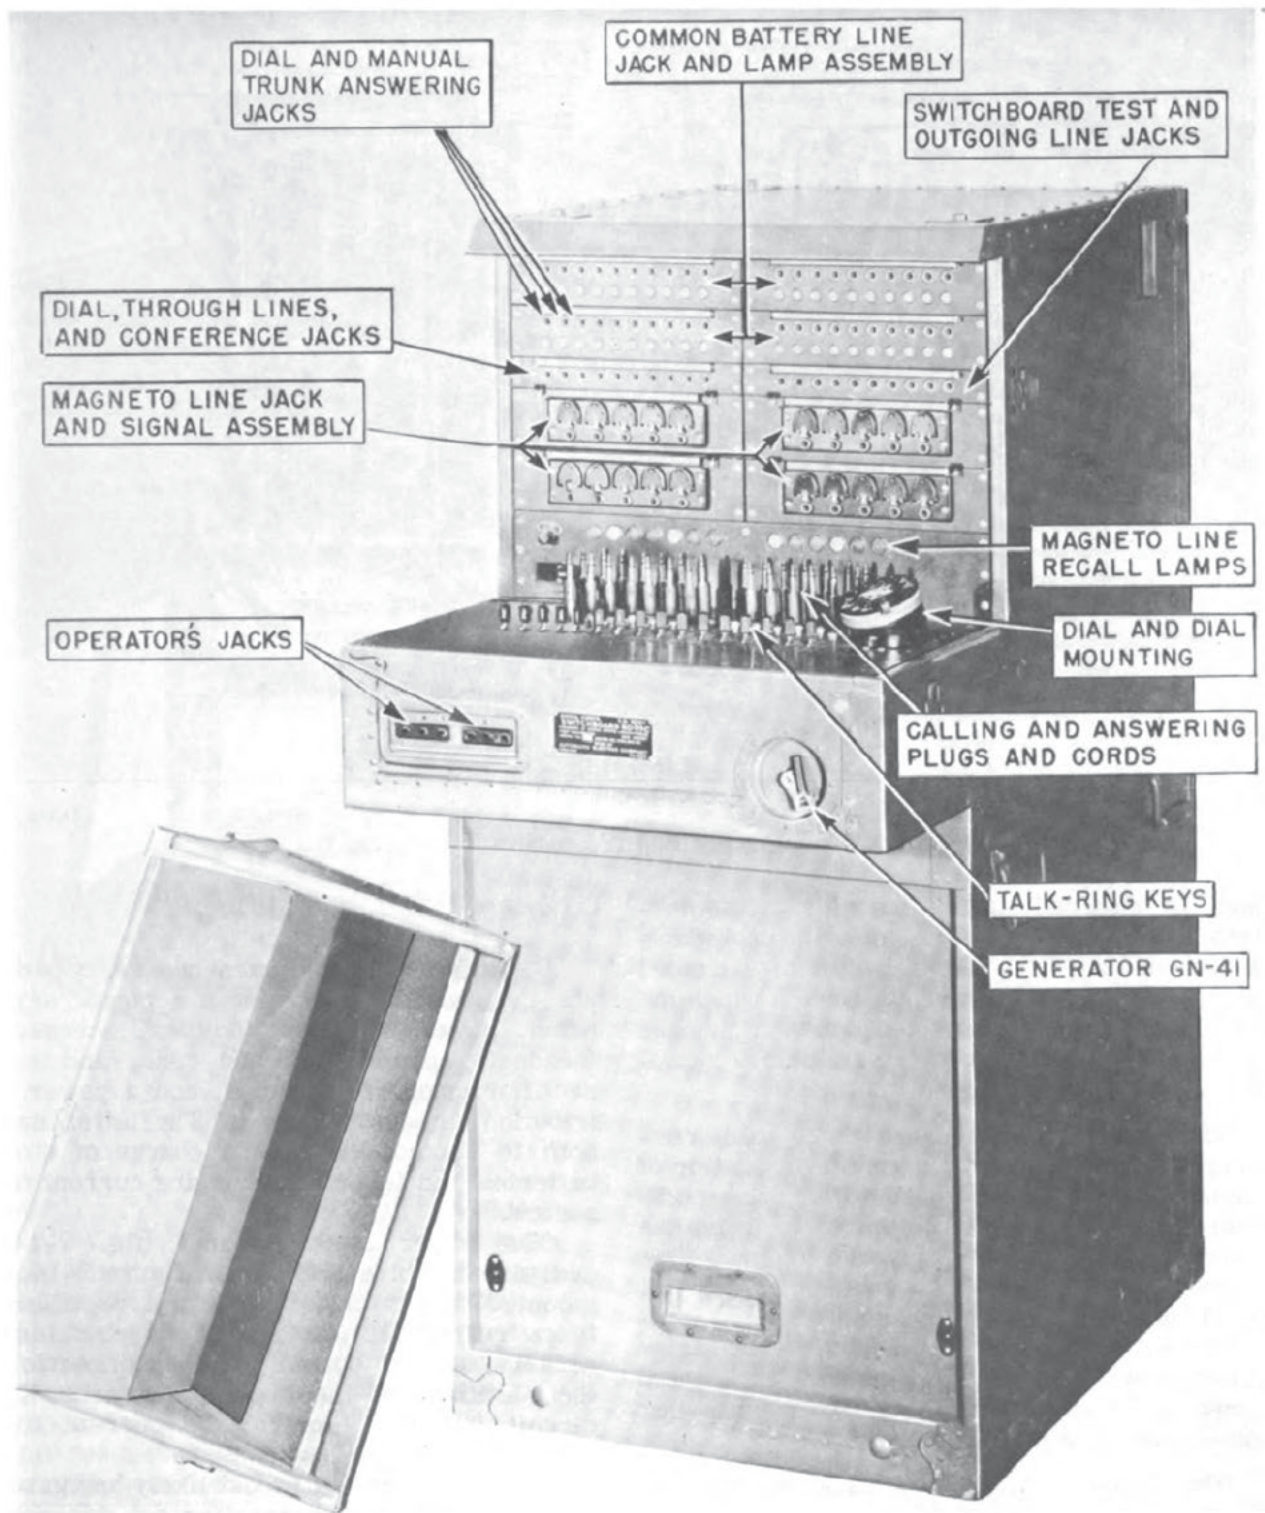 DIAL AND MANUAL
TRUNK ANSWERING
JACKS
COMMON BATTERY LINE
JACK AND LAMP ASSEMBLY
SWITCHBOARD TEST AND
OUTGOING LINE JACKS
DIAL, THROUGH LINES,
AND CONFERENCE JACKS
MAGNETO LINE JACK
AND SIGNAL ASSEMBLY
MAGNETO LINE
RECALL LAMPS
OPERATOR'S JACKS
DIAL AND DIAL
MOUNTING
CALLING AND ANSWERING
PLUGS AND CORDS
TALK-RING KEYS
GENERATOR GN-41